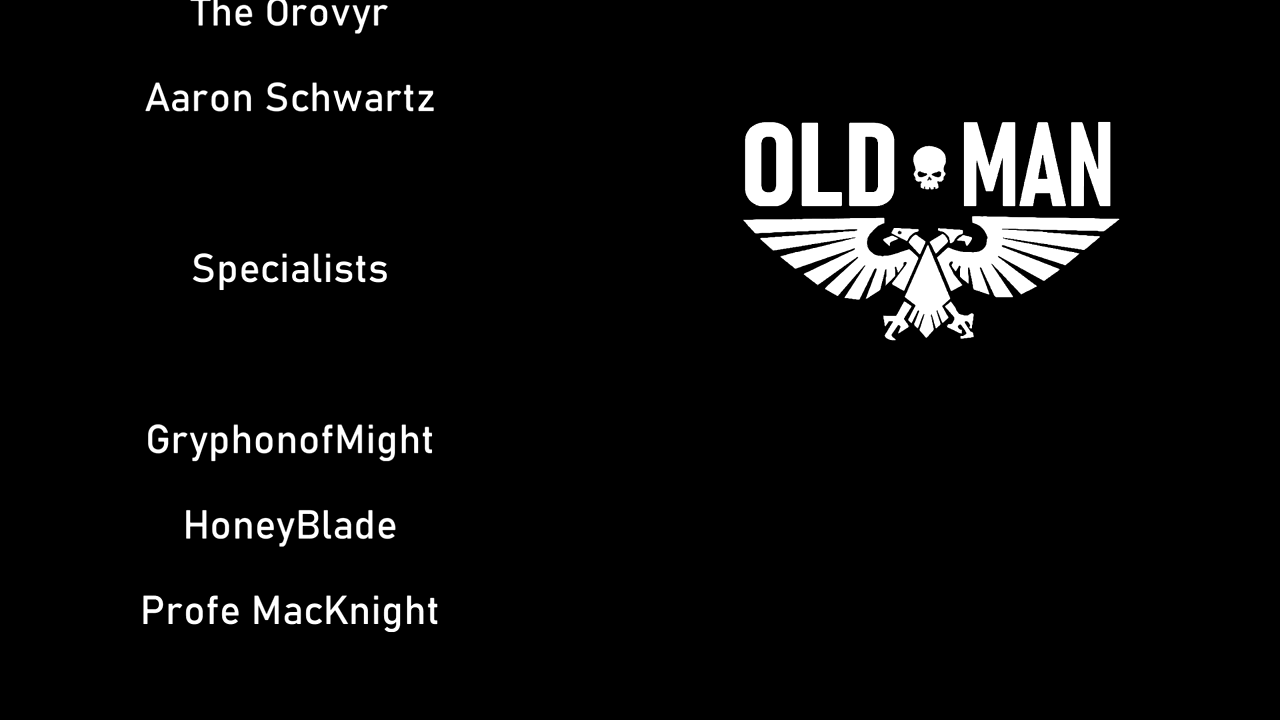 The Orovyr
Aaron Schwartz
OLD MAN
Specialists
GryphonofMight
HoneyBlade
Profe MacKnight